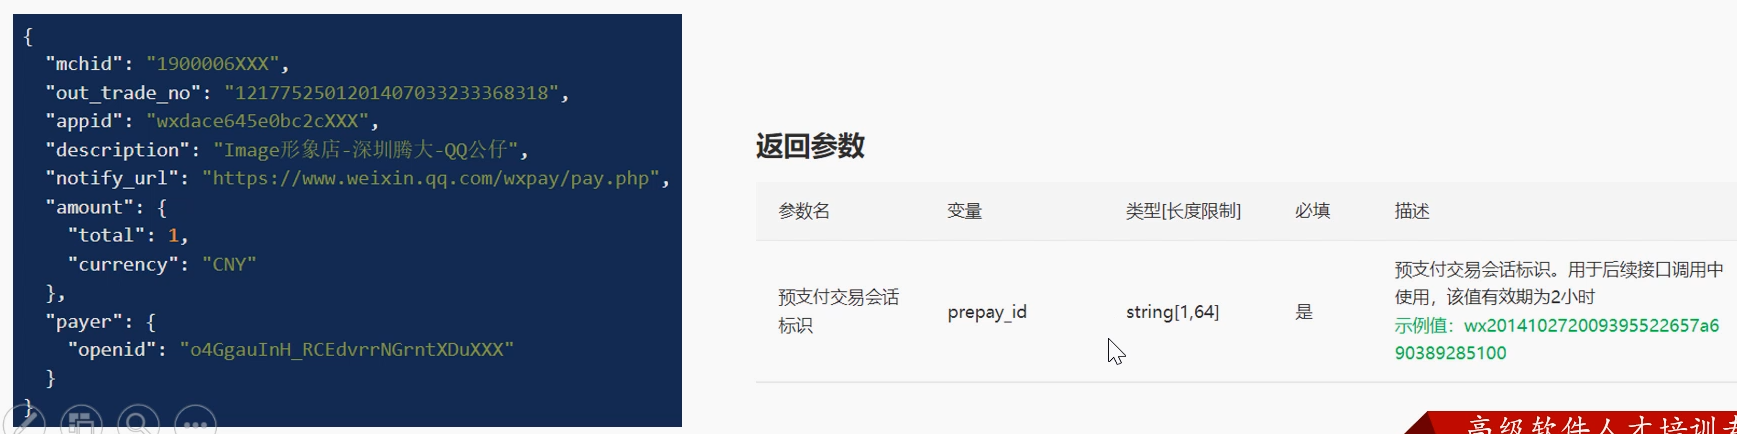 {
"mchid": "1900006XXX",
"out_trade_no": "1217752501201407033233368318",
"appid": "wxdace645e0bc2cXXX",
"description": "Image形象店-深圳腾大-QQ公仔",
"notify_url": "https://www.weixin.qq.com/wxpay/pay.php",
"amount": {
"total": 1,
"currency": "CNY"
},
"payer": {
"openid": "o4GgauInH_RCEdvrrNGrntXDuXXX"
}
}
返回参数
参数名 变量 类型[长度限制] 必填 描述
预支付交易会话
标识
prepay_id
string[1,64]
是
预支付交易会话标识。用于后续接口调用中
使用，该值有效期为2小时
示例值：wx201410272009395522657a6
90389285100
高级软件人才培训